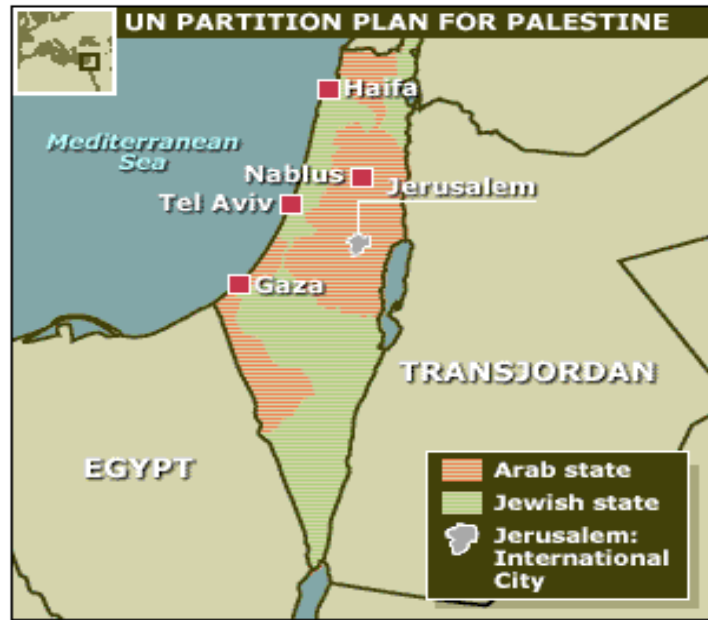 UN PARTITION PLAN FOR PALESTINE
Haifa
Mediterranean
Sea
Nablus
Jerusalem
Tel Aviv
Gaza
TRANSJORDAN
EGYPT
Arab state
Jewish state
Jerusalem:
International
City